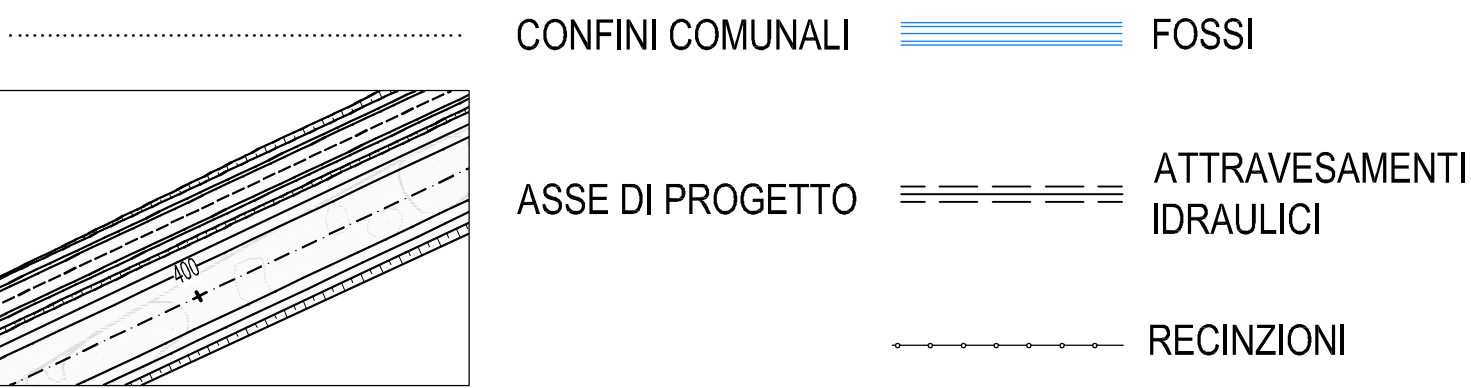 CONFINI COMUNALI
FOSSI
400
ASSE DI PROGETTO
ATTRAVESAMENTI
IDRAULICI
RECINZIONI